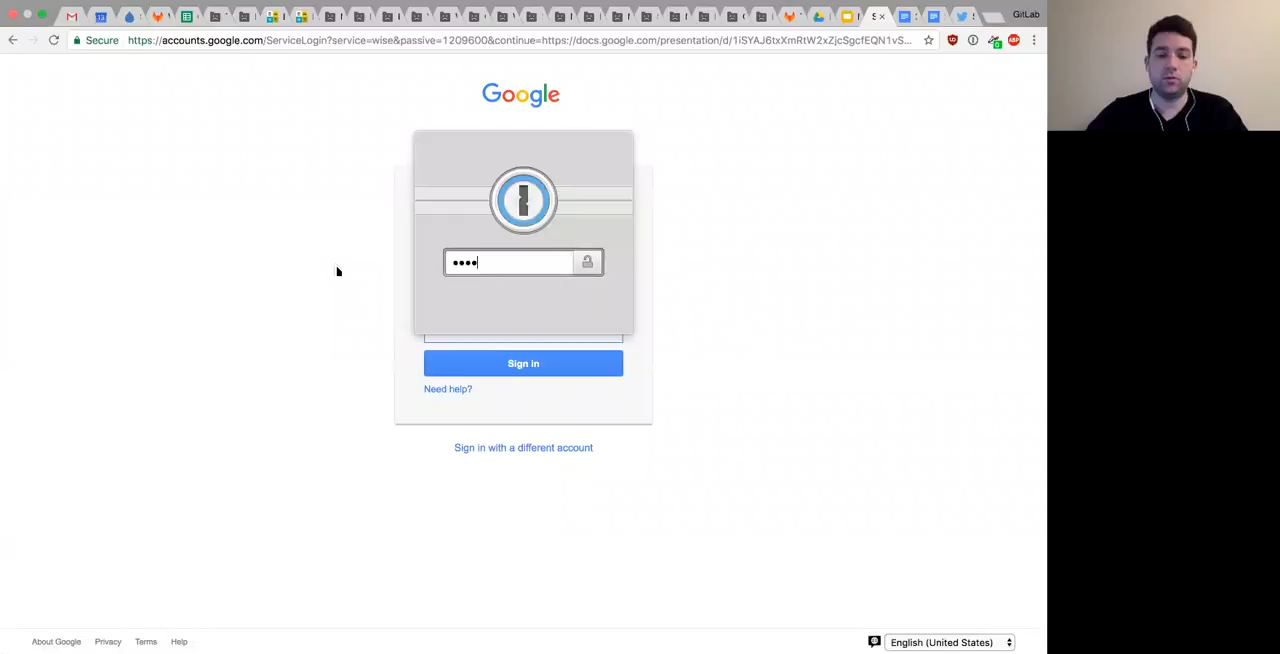 GitLab
Secure
https://accounts.google.com/ServiceLogin?service=wise&passive=1209600&continue=https://docs.google.com/presentation/d/1iSYAJ6txXmRtW2xZjcSgcfEQN1vS...
Google
••••
Sign in
Need help?
Sign in with a different account
About Google
Privacy
Terms
Help
English (United States)